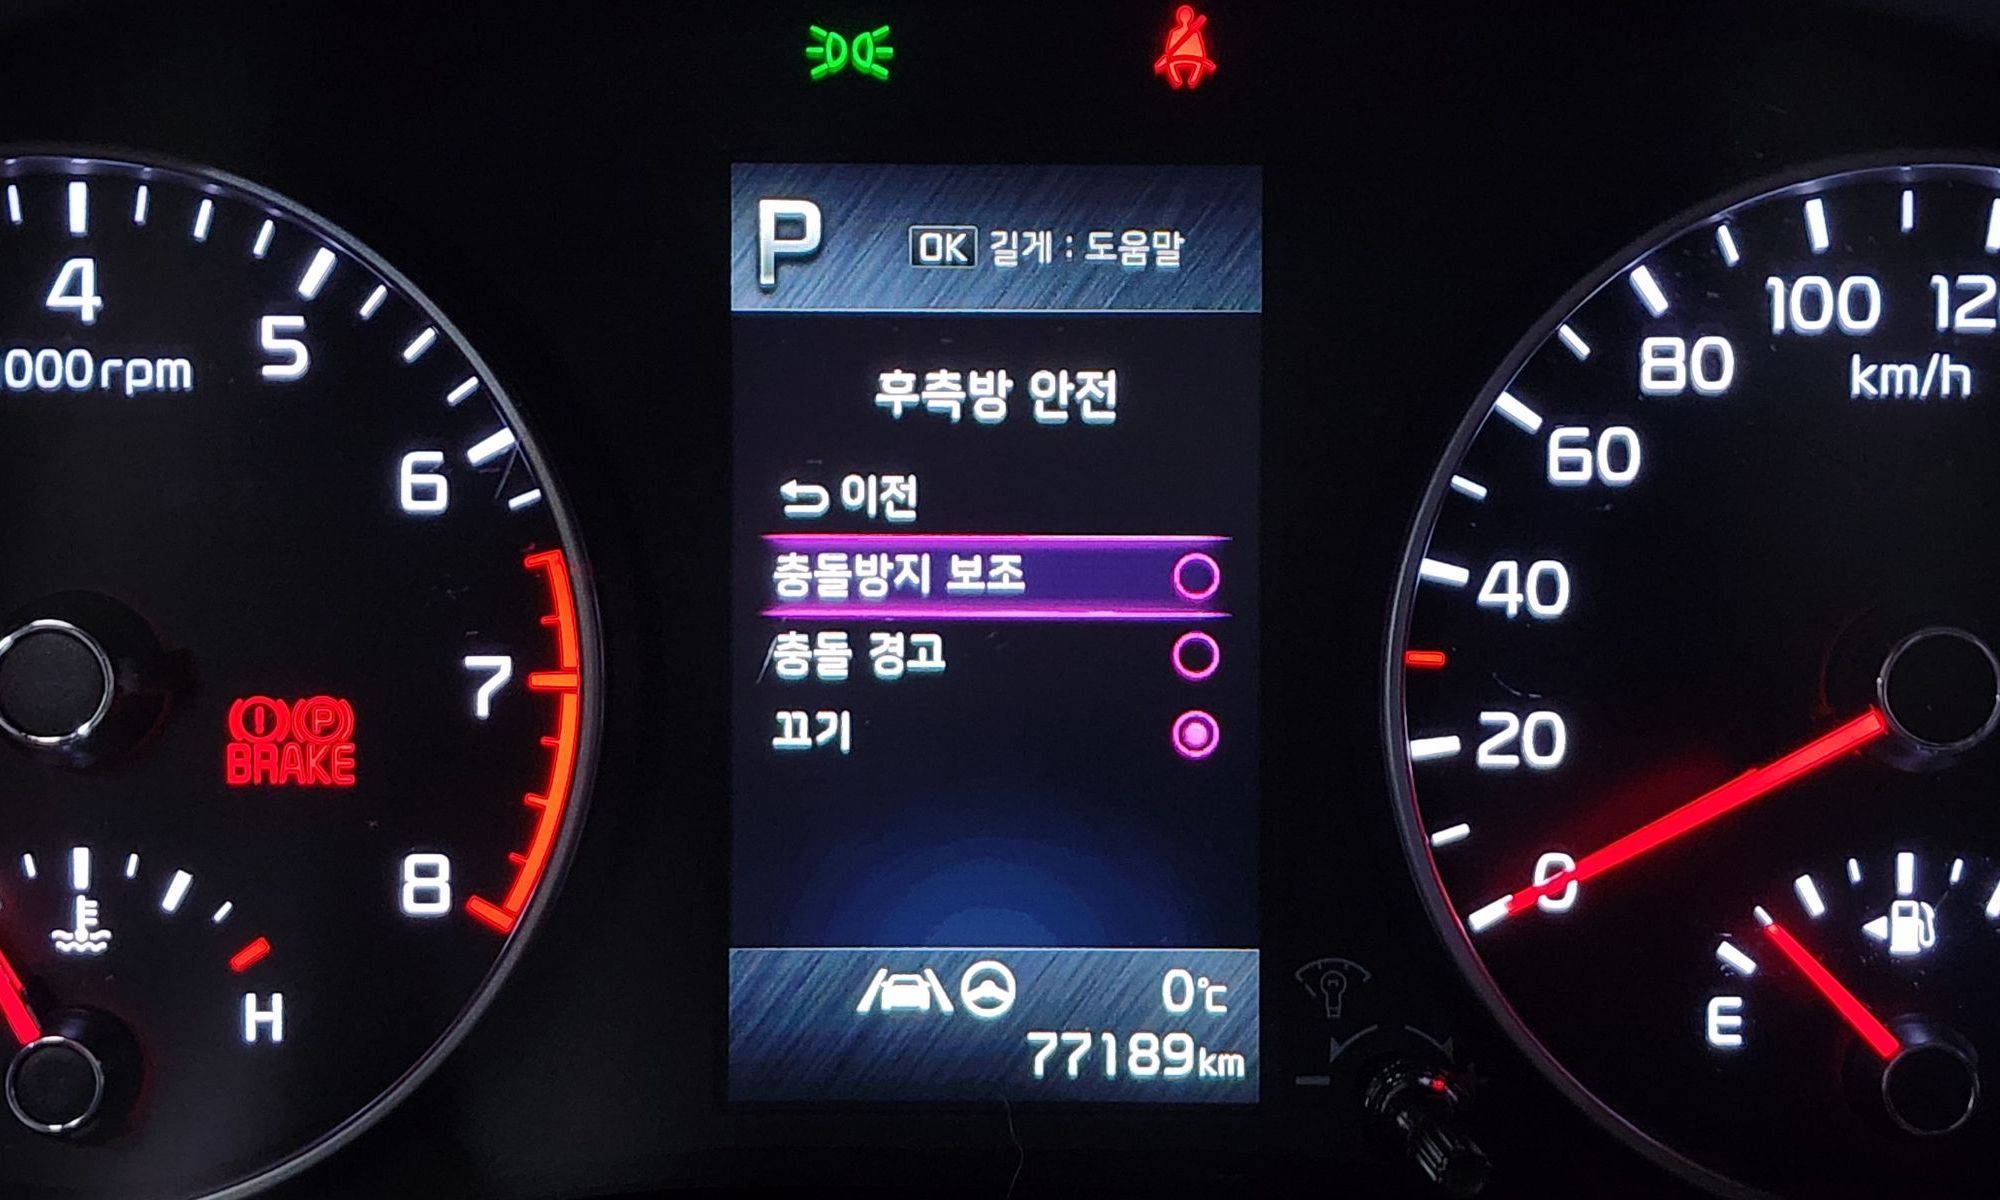 P OK 길게 : 도움말
후측방 안전
이전
충돌방지 보조
충돌 경고
끄기
0℃
77189km
4
5
6
7
8
000rpm
BRAKE
H
0
20
40
60
80
100
km/h
E